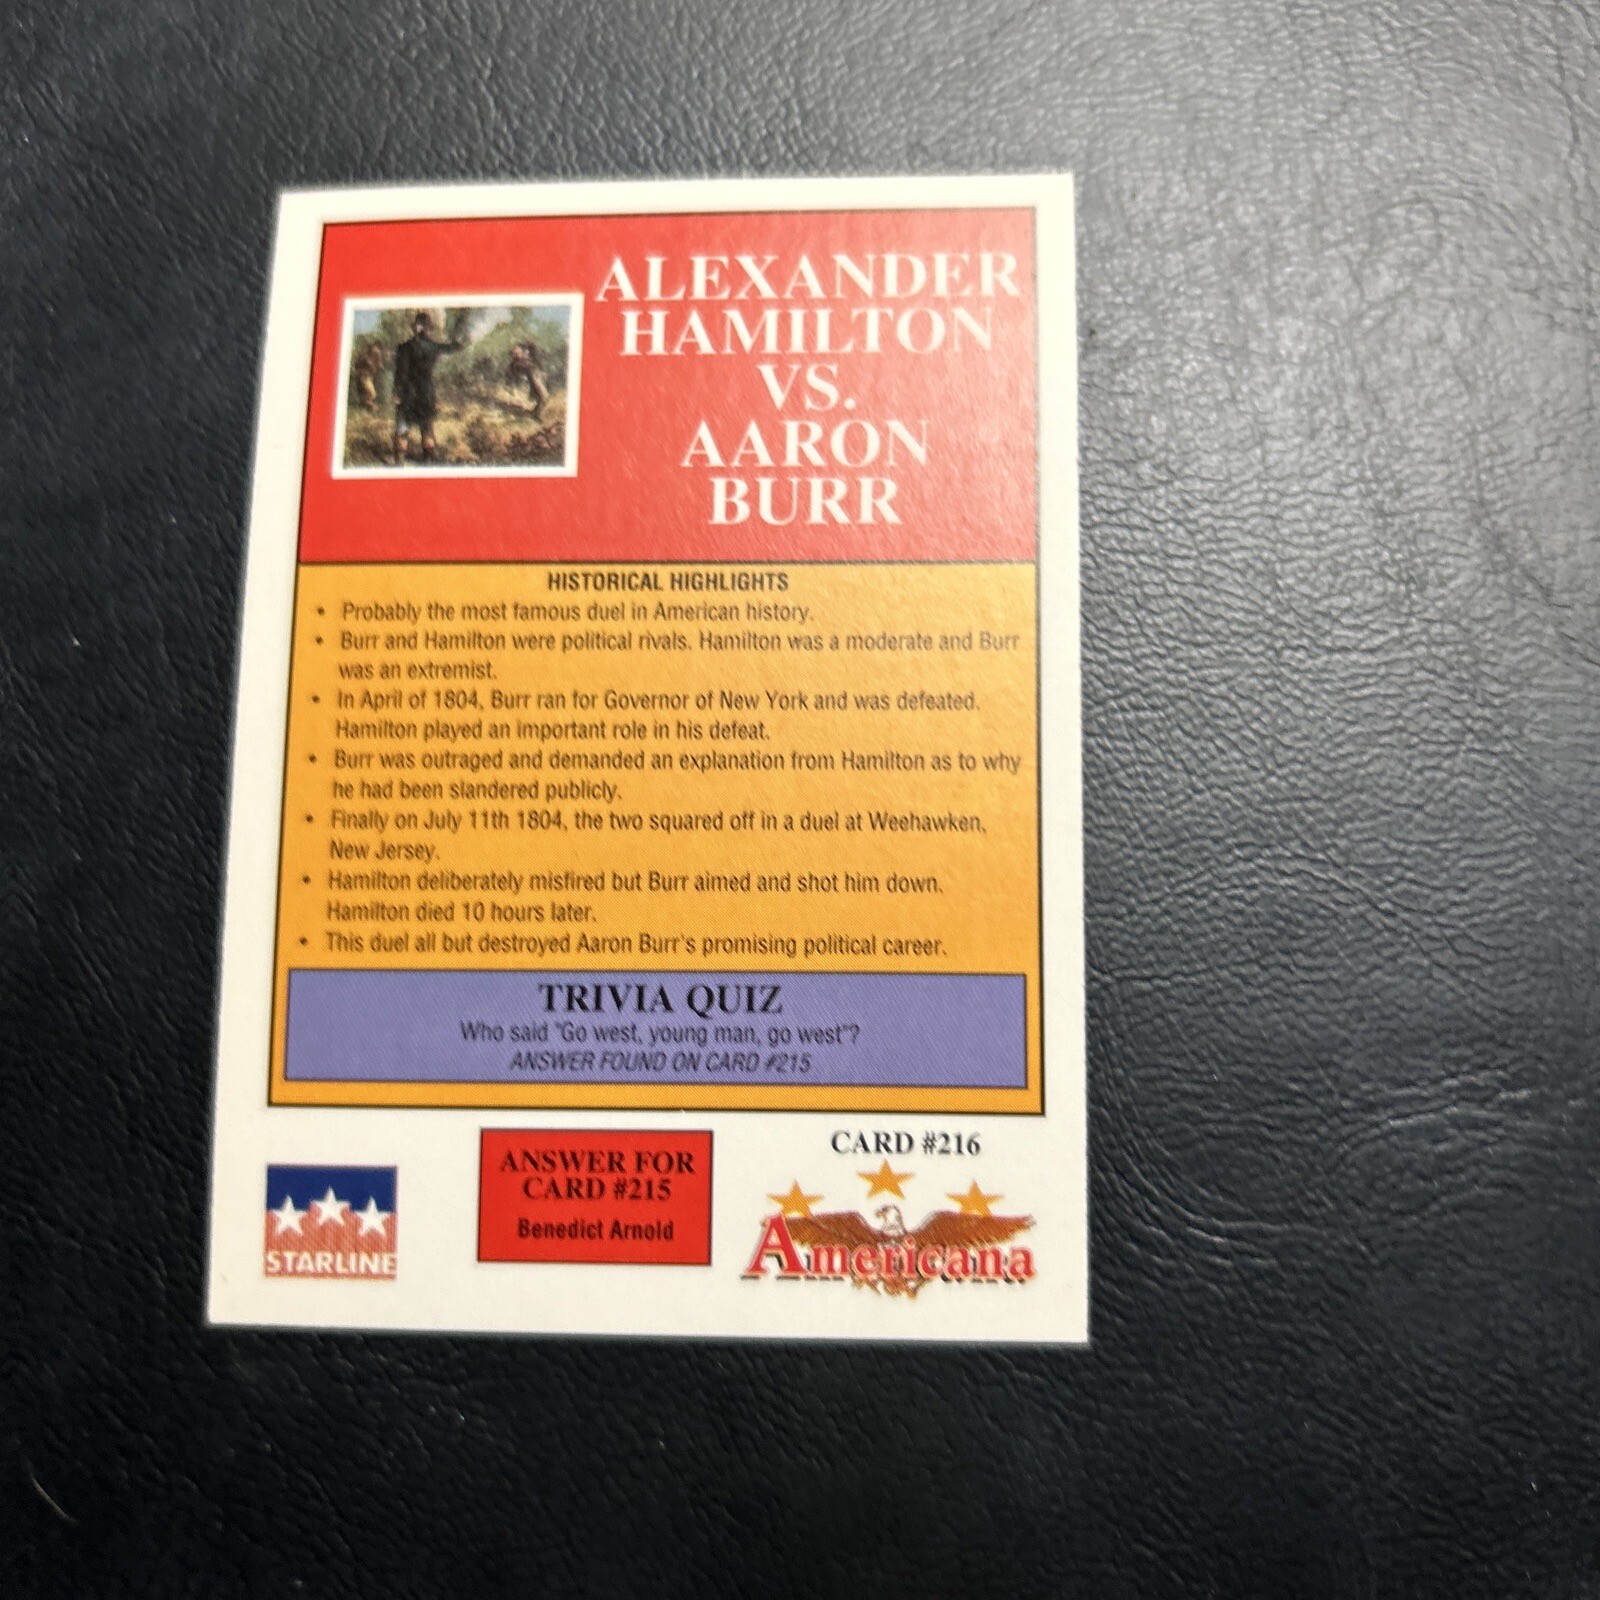 ALEXANDER
HAMILTON
VS.
AARON
BURR
HISTORICAL HIGHLIGHTS
• Probably the most famous duel in American history.
• Burr and Hamilton were political rivals. Hamilton was a moderate and Burr
was an extremist.
• In April of 1804, Burr ran for Governor of New York and was defeated.
Hamilton played an important role in his defeat.
• Burr was outraged and demanded an explanation from Hamilton as to why
he had been slandered publicly.
• Finally on July 11th 1804, the two squared off in a duel at Weehawken,
New Jersey.
• Hamilton deliberately misfired but Burr aimed and shot him down.
Hamilton died 10 hours later.
• This duel all but destroyed Aaron Burr's promising political career.
TRIVIA QUIZ
Who said "Go west, young man, go west"?
ANSWER FOUND ON CARD #215
STARLINE
ANSWER FOR
CARD #215
Benedict Arnold
CARD #216
Americana